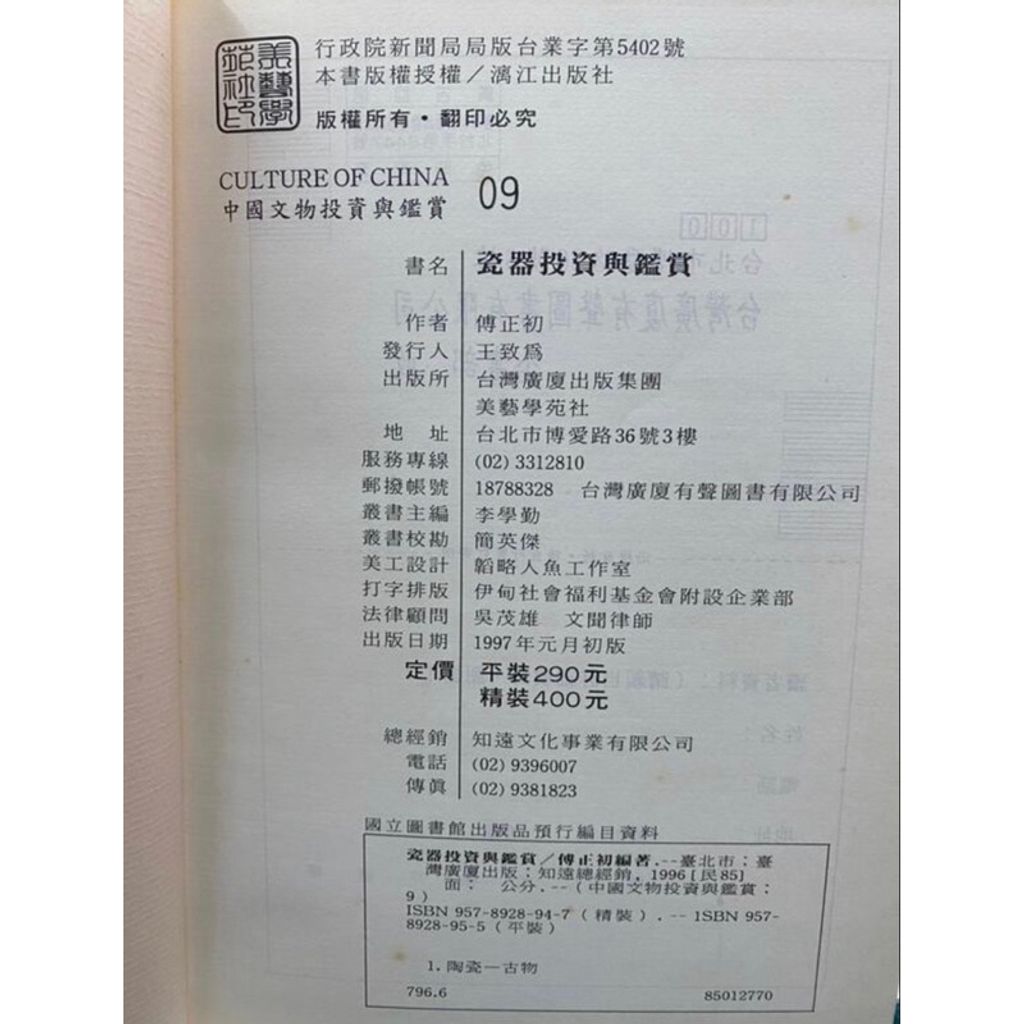 美藝學苑社印
行政院新聞局局版台業字第5402號
本書版權授權／漓江出版社
版權所有・翻印必究
CULTURE OF CHINA 09
中國文物投資與鑑賞
書名 瓷器投資與鑑賞
作者 傅正初
發行人 王致爲
出版所 台灣廣廈出版集團
美藝學苑社
地址 台北市博愛路36號3樓
服務專線 (02) 3312810
郵撥帳號 18788328 台灣廣廈有聲圖書有限公司
叢書主編 李學勤
叢書校勘 簡英傑
美工設計 韜略人魚工作室
打字排版 伊甸社會福利基金會附設企業部
法律顧問 吳茂雄 文聞律師
出版日期 1997年元月初版
定價 平裝290元
精裝400元
總經銷 知遠文化事業有限公司
電話 (02) 9396007
傳眞 (02) 9381823
國立圖書館出版品預行編目資料
瓷器投資與鑑賞／傅正初編著.--臺北市：臺
灣廣廈出版：知遠總經銷, 1996 [民85]
面： 公分.--（中國文物投資與鑑賞：
9）
ISBN 957-8928-94-7（精裝）.-- ISBN 957-
8928-95-5（平裝）
1. 陶瓷—古物
796.6 85012770